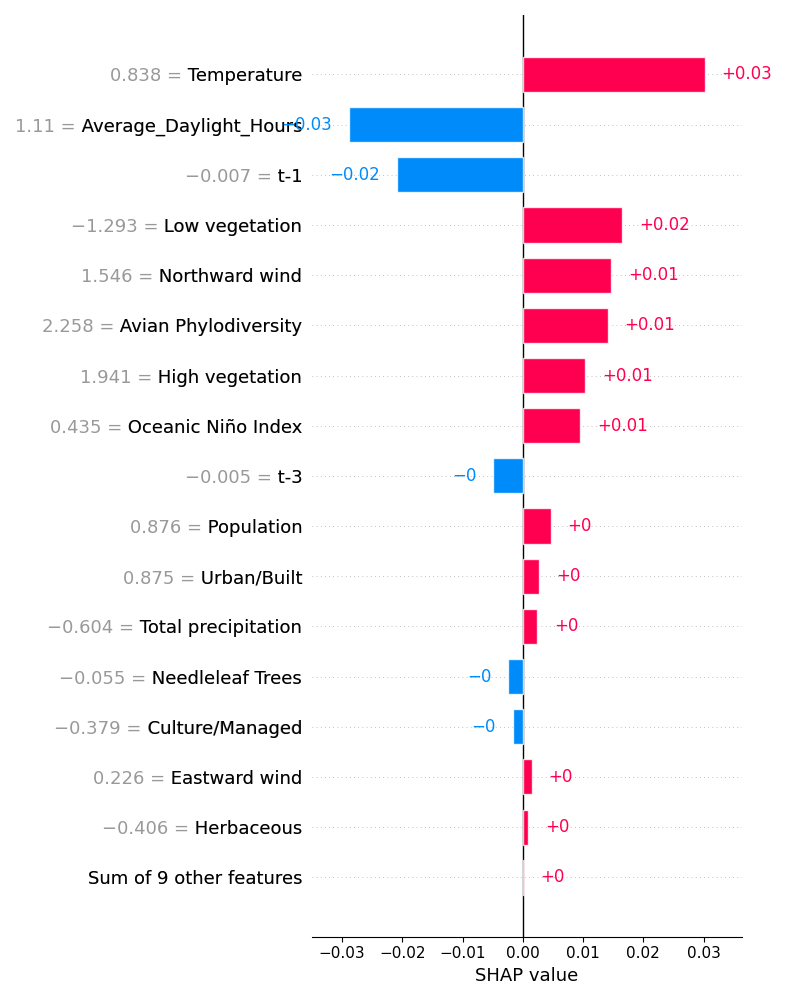 0.838 = Temperature +0.03
1.11 = Average_Daylight_Hours −0.03
−0.007 = t-1 −0.02
−1.293 = Low vegetation +0.02
1.546 = Northward wind +0.01
2.258 = Avian Phylodiversity +0.01
1.941 = High vegetation +0.01
0.435 = Oceanic Niño Index +0.01
−0.005 = t-3 −0
0.876 = Population +0
0.875 = Urban/Built +0
−0.604 = Total precipitation +0
−0.055 = Needleleaf Trees −0
−0.379 = Culture/Managed −0
0.226 = Eastward wind +0
−0.406 = Herbaceous +0
Sum of 9 other features +0
−0.03 −0.02 −0.01 0.00 0.01 0.02 0.03
SHAP value